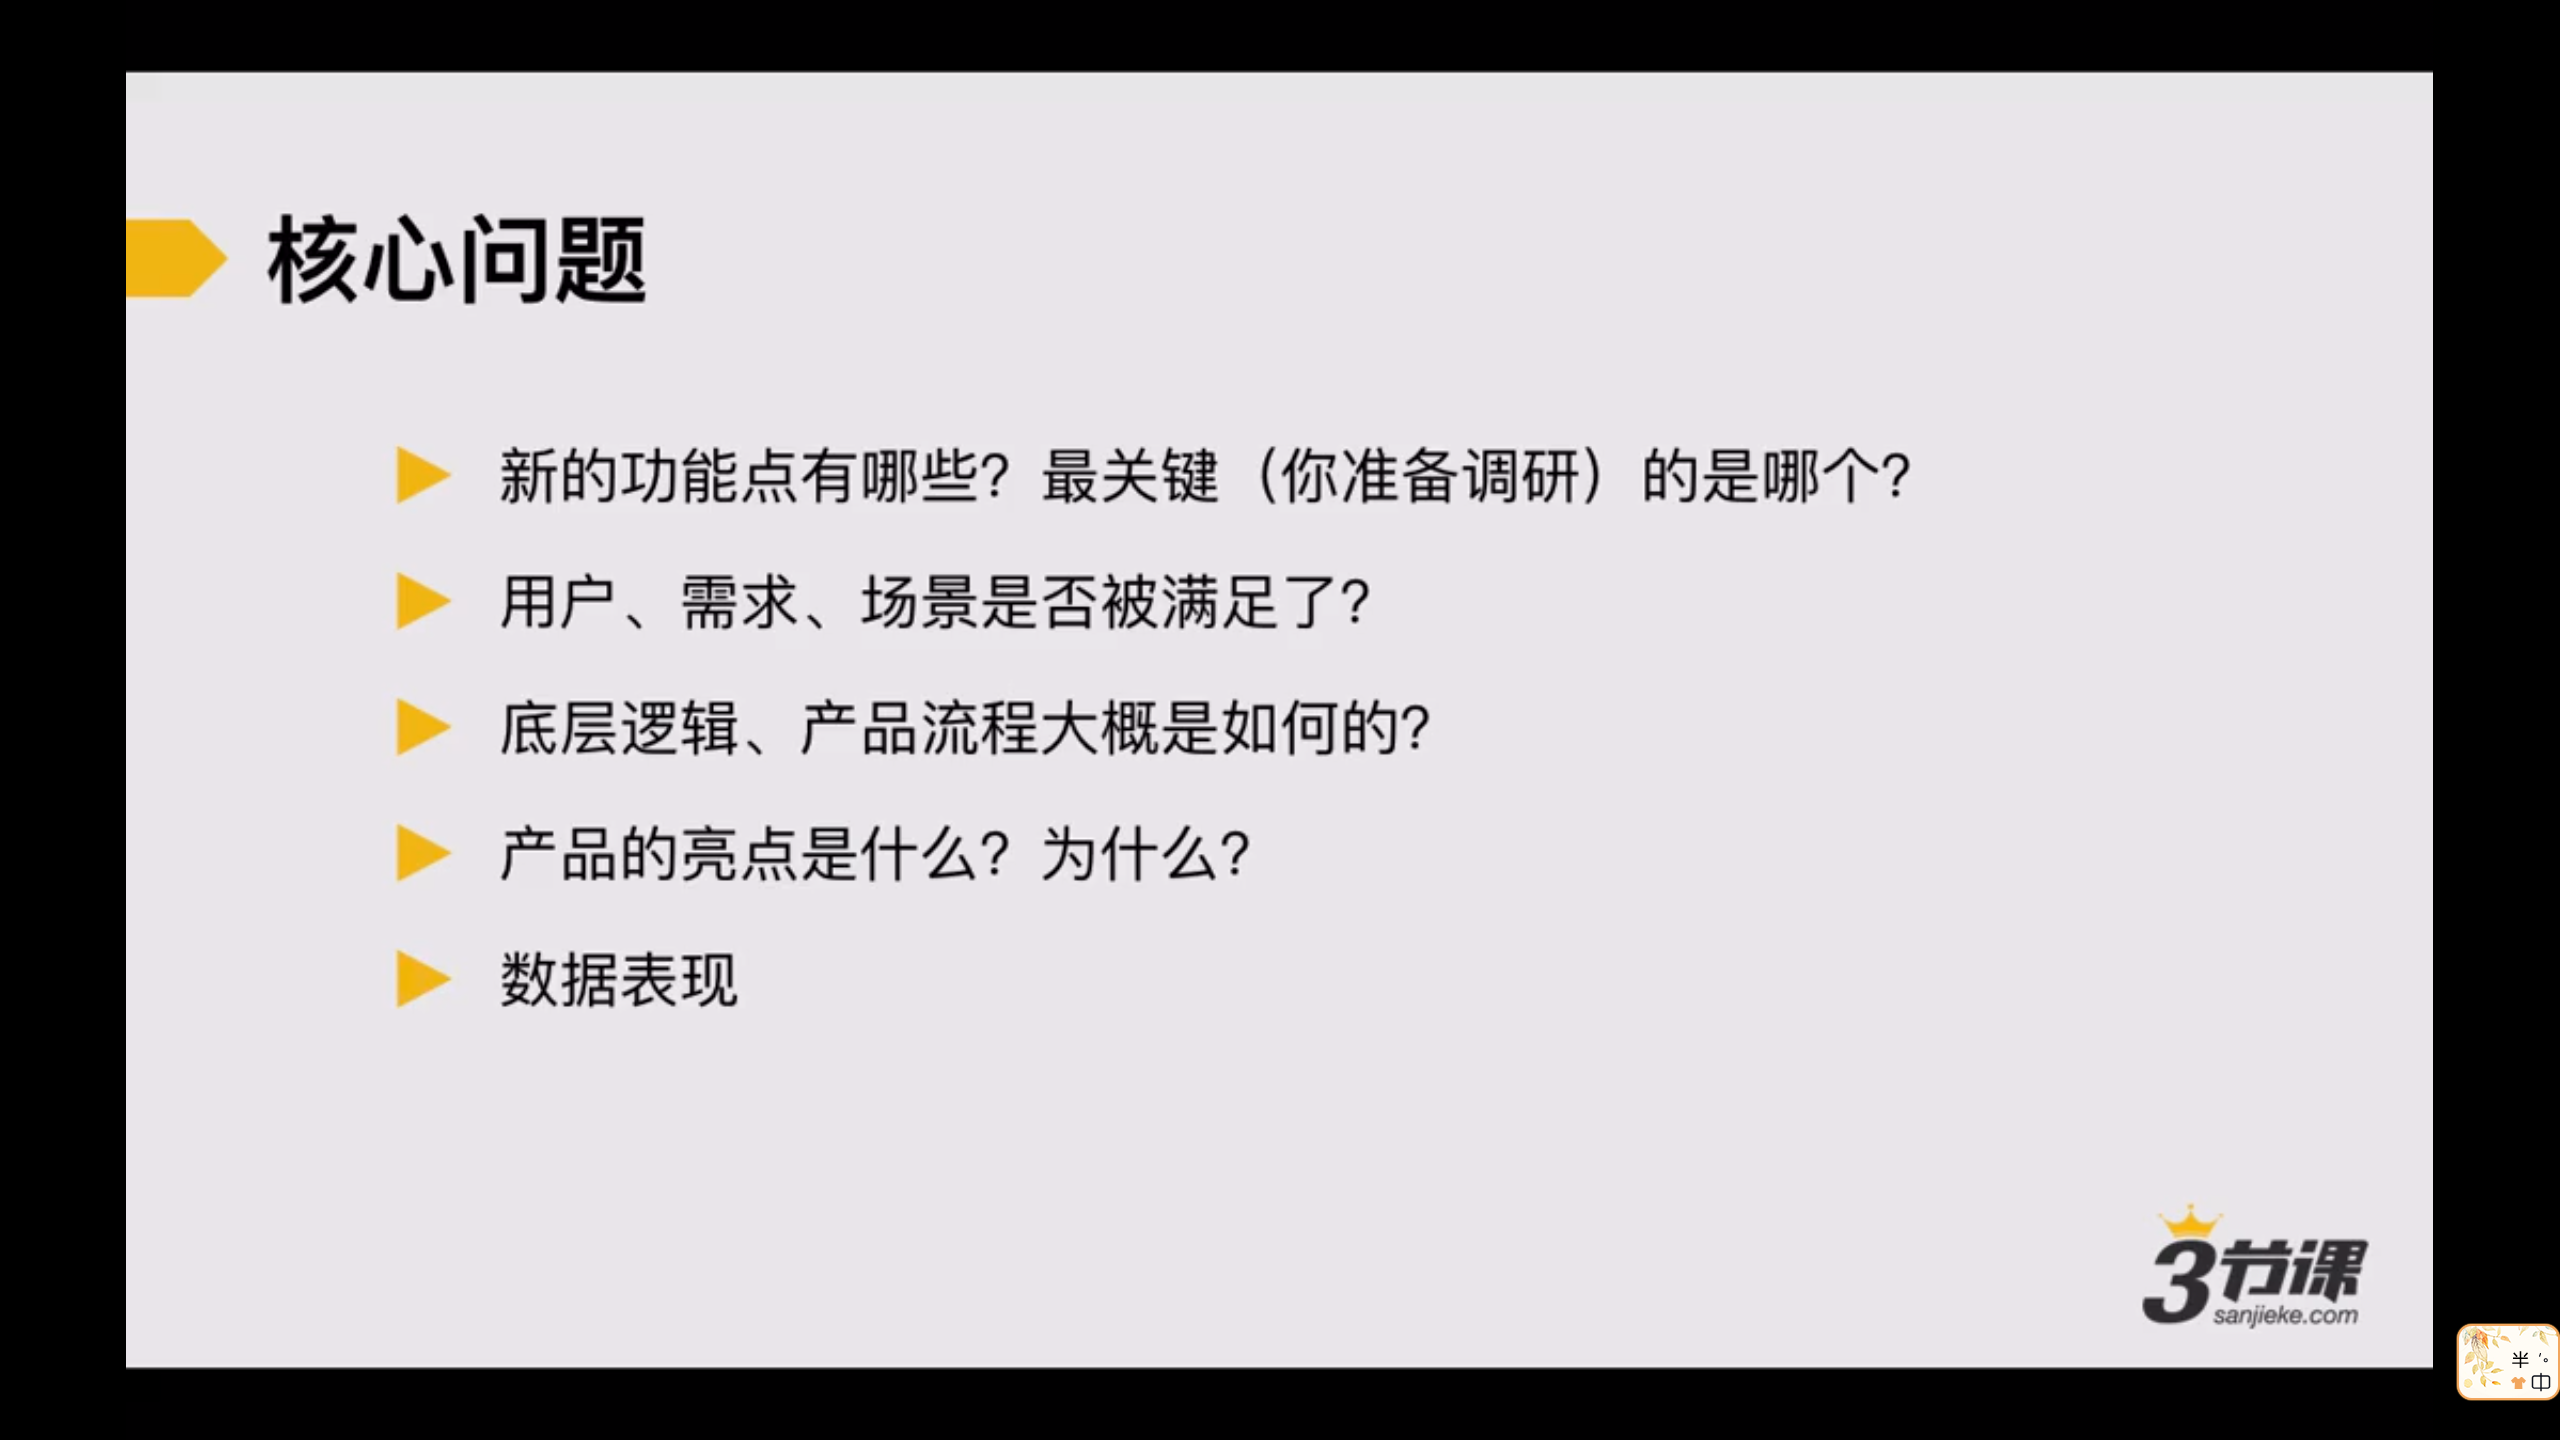 核心问题
新的功能点有哪些？最关键（你准备调研）的是哪个？
用户、需求、场景是否被满足了？
底层逻辑、产品流程大概是如何的？
产品的亮点是什么？为什么？
数据表现
3节课
sanjieke.com
半 ’。
中